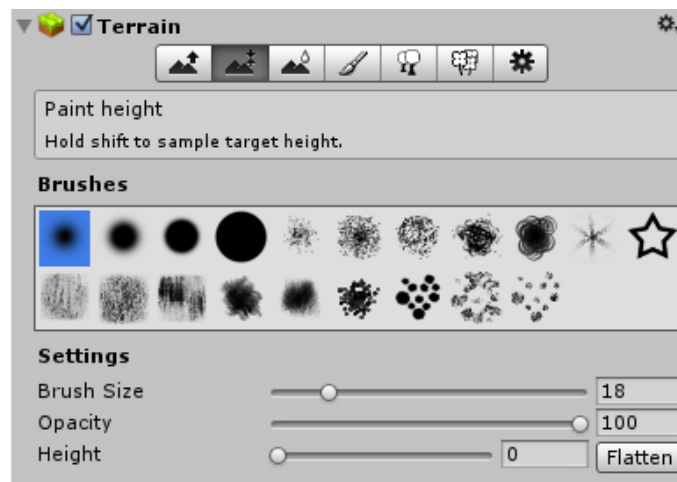 Terrain
Paint height
Hold shift to sample target height.
Brushes
Settings
Brush Size 18
Opacity 100
Height 0 Flatten